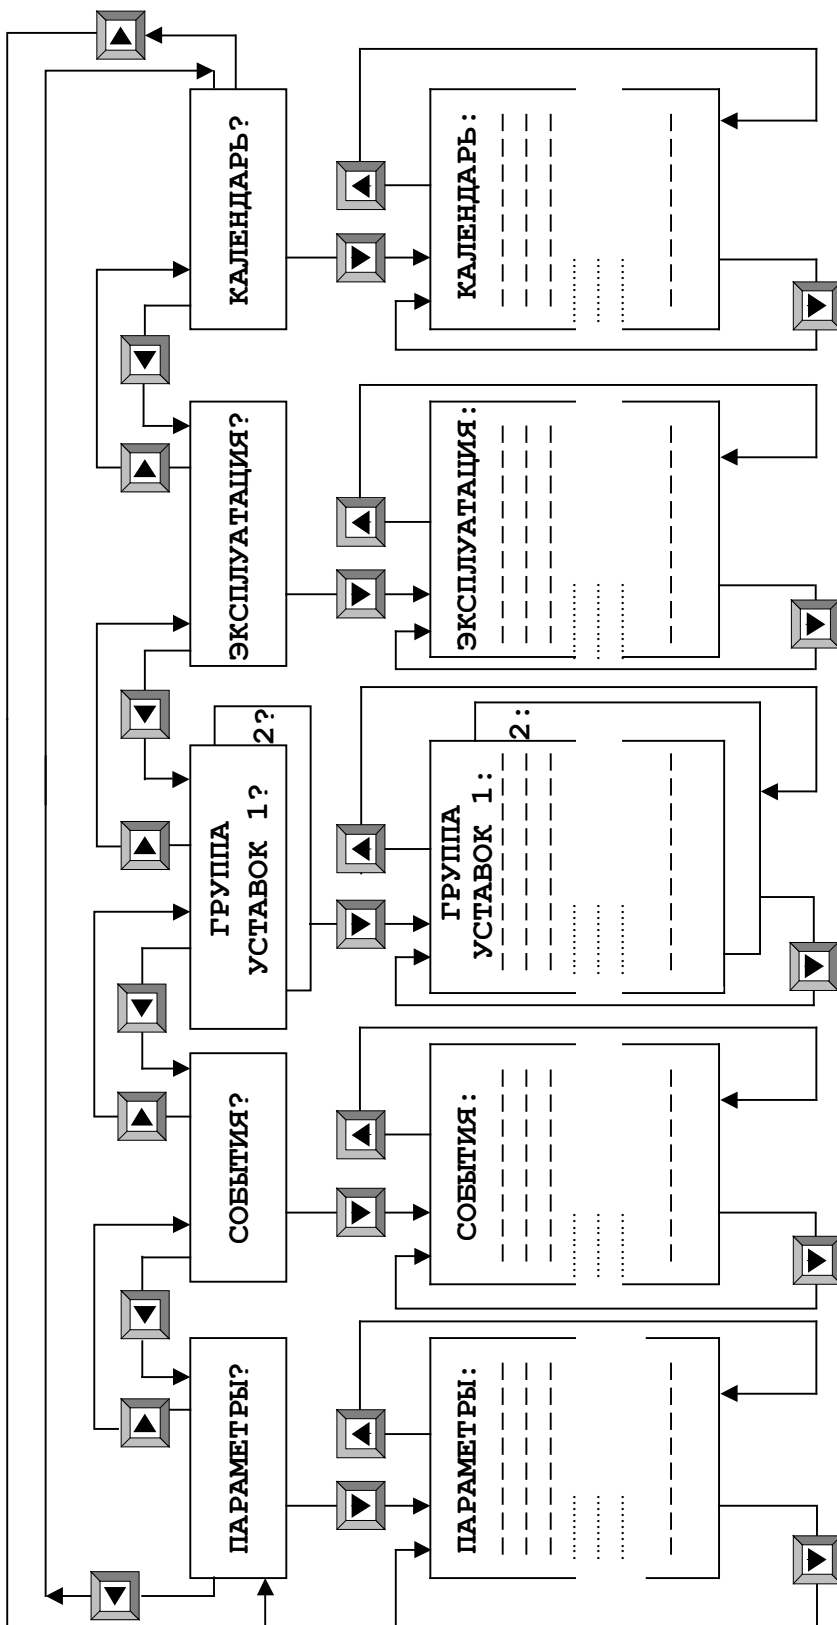 ПАРАМЕТРЫ?
СОБЫТИЯ?
ГРУППА
УСТАВОК 1?
2?
ЭКСПЛУАТАЦИЯ?
КАЛЕНДАРЬ?
ПАРАМЕТРЫ:
СОБЫТИЯ:
ГРУППА
УСТАВОК 1:
2:
ЭКСПЛУАТАЦИЯ:
КАЛЕНДАРЬ: